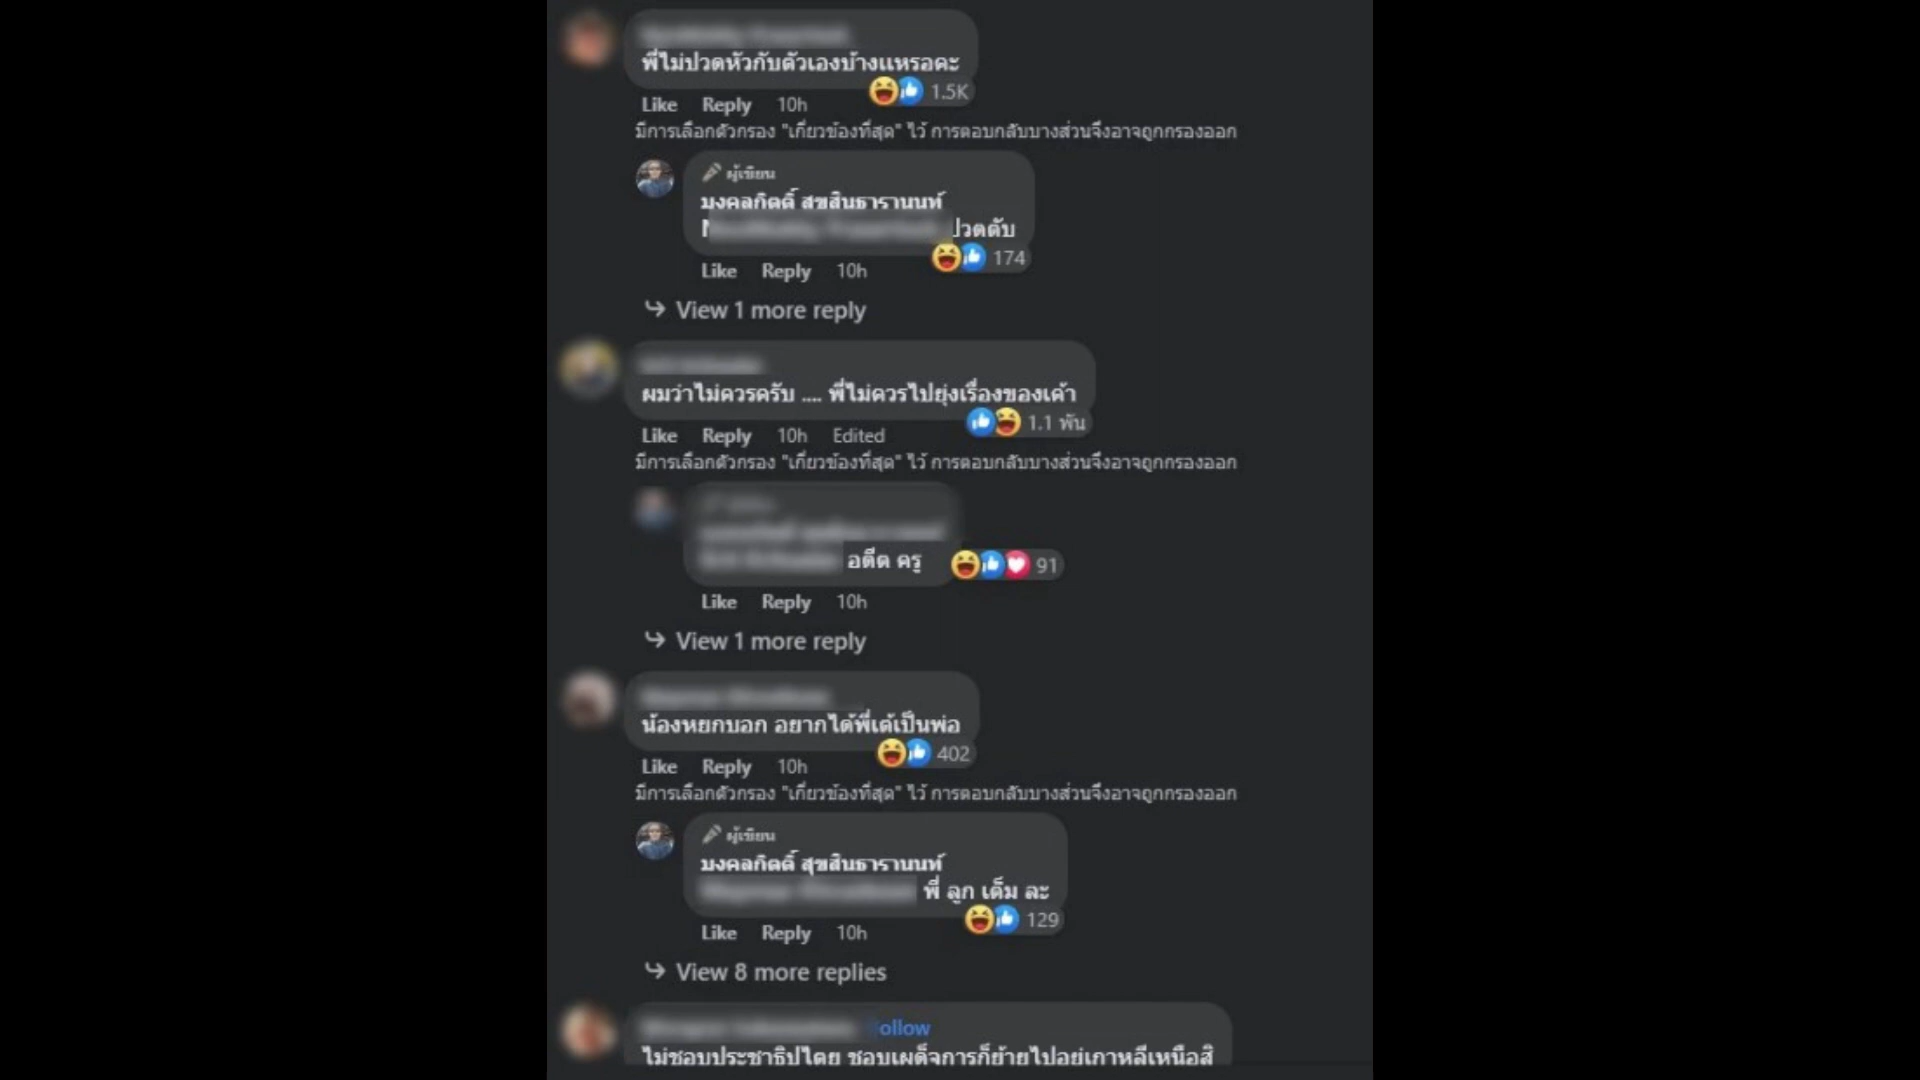 พี่ไม่ปวดหัวกับตัวเองบ้างแหรอคะ
1.5K
Like Reply 10h
มีการเลือกตัวกรอง "เกี่ยวข้องที่สุด" ไว้ การตอบกลับบางส่วนจึงอาจถูกกรองออก
ผู้เขียน
มงคลกิตติ์ สุขสินธารานนท์
ปวดตับ
174
Like Reply 10h
View 1 more reply
ผมว่าไม่ควรครับ .... พี่ไม่ควรไปยุ่งเรื่องของเค้า
1.1 พัน
Like Reply 10h Edited
มีการเลือกตัวกรอง "เกี่ยวข้องที่สุด" ไว้ การตอบกลับบางส่วนจึงอาจถูกกรองออก
อดีต ครู
91
Like Reply 10h
View 1 more reply
น้องหยกบอก อยากได้พี่เต้เป็นพ่อ
402
Like Reply 10h
มีการเลือกตัวกรอง "เกี่ยวข้องที่สุด" ไว้ การตอบกลับบางส่วนจึงอาจถูกกรองออก
ผู้เขียน
มงคลกิตติ์ สุขสินธารานนท์
พี่ ลูก เต็ม ละ
129
Like Reply 10h
View 8 more replies
ollow
ไม่ชอบประชาธิปไตย ชอบเผด็จการก็ย้ายไปอยู่เกาหลีเหนือสิ